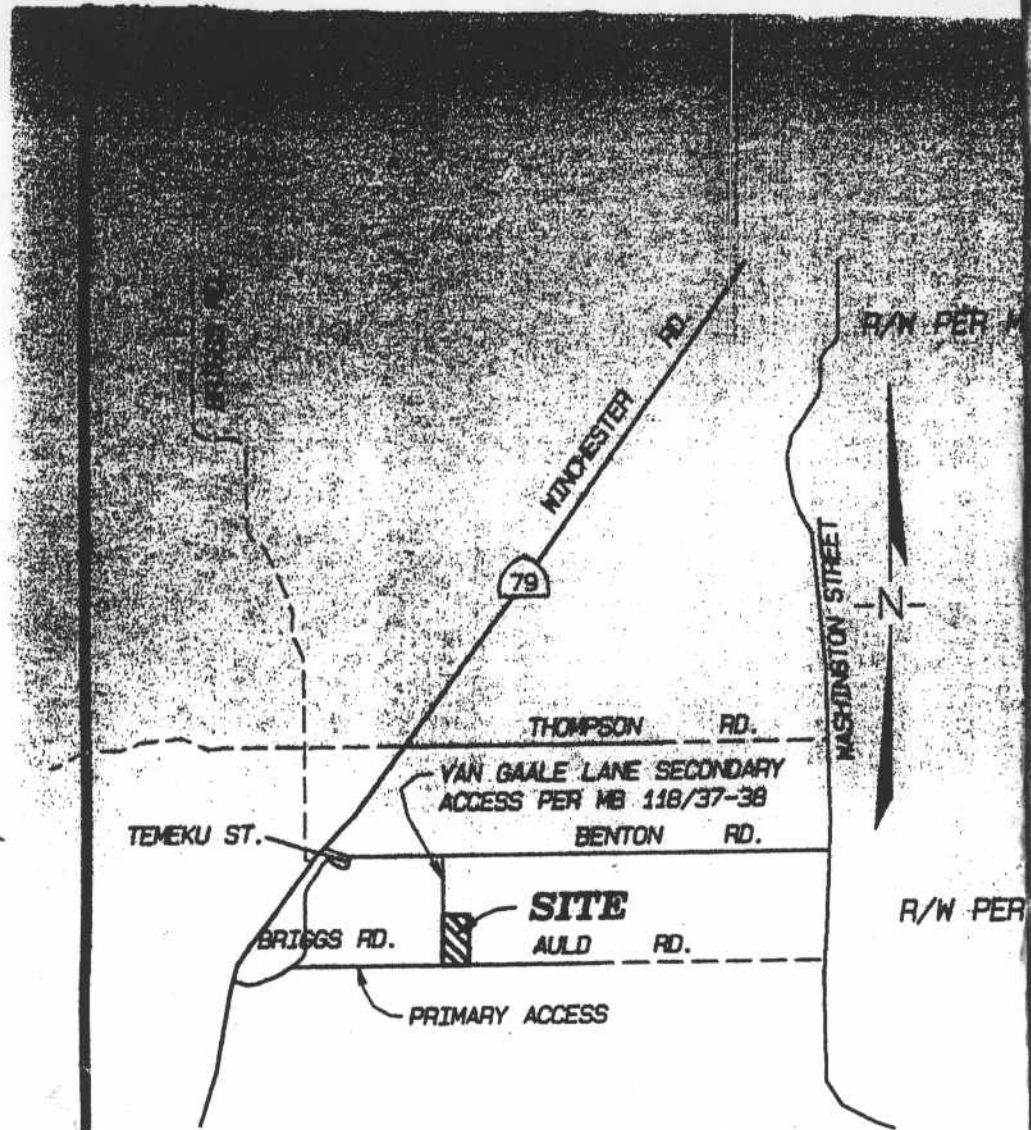 R/W PER M
WINCHESTER RD.
79
WASHINGTON STREET
N
THOMPSON RD.
VAN GAALE LANE SECONDARY
ACCESS PER MB 118/37-38
TEMEKU ST.
BENTON RD.
SITE
R/W PER
BRIGGS RD.
AULD RD.
PRIMARY ACCESS